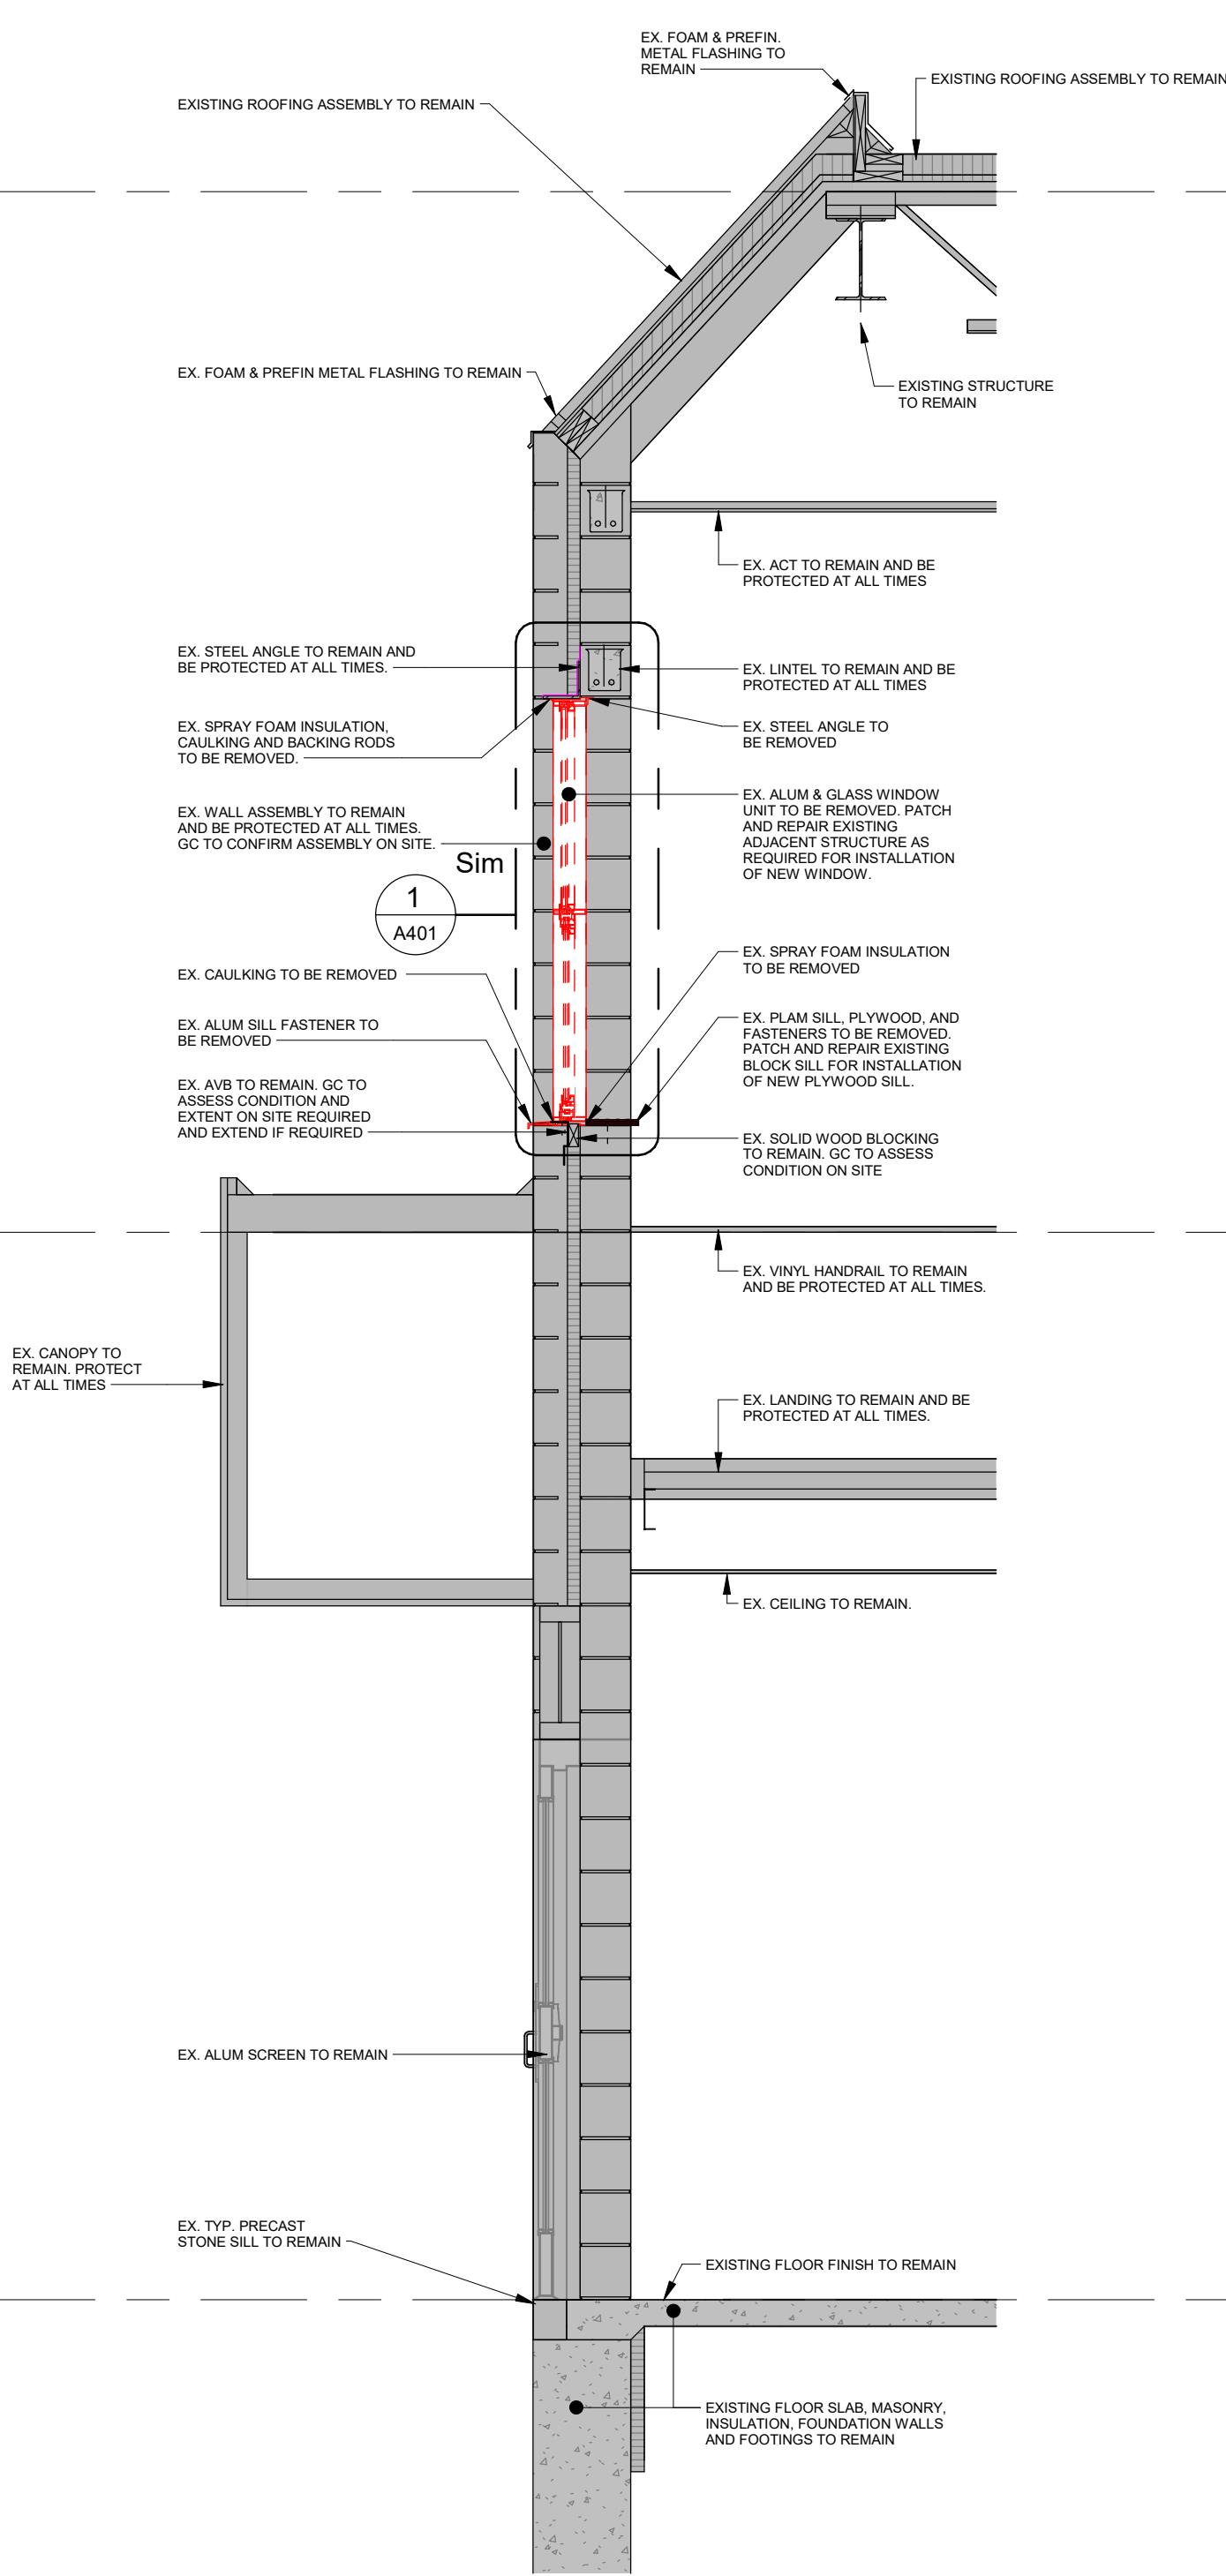 EX. FOAM & PREFIN.
METAL FLASHING TO
REMAIN
EXISTING ROOFING ASSEMBLY TO REMAIN
EXISTING ROOFING ASSEMBLY TO REMAIN
EX. FOAM & PREFIN METAL FLASHING TO REMAIN
EXISTING STRUCTURE
TO REMAIN
EX. ACT TO REMAIN AND BE
PROTECTED AT ALL TIMES
EX. STEEL ANGLE TO REMAIN AND
BE PROTECTED AT ALL TIMES.
EX. LINTEL TO REMAIN AND BE
PROTECTED AT ALL TIMES
EX. SPRAY FOAM INSULATION,
CAULKING AND BACKING RODS
TO BE REMOVED.
EX. STEEL ANGLE TO
BE REMOVED
EX. WALL ASSEMBLY TO REMAIN
AND BE PROTECTED AT ALL TIMES.
GC TO CONFIRM ASSEMBLY ON SITE.
EX. ALUM & GLASS WINDOW
UNIT TO BE REMOVED. PATCH
AND REPAIR EXISTING
ADJACENT STRUCTURE AS
REQUIRED FOR INSTALLATION
OF NEW WINDOW.
Sim
1
A401
EX. CAULKING TO BE REMOVED
EX. SPRAY FOAM INSULATION
TO BE REMOVED
EX. ALUM SILL FASTENER TO
BE REMOVED
EX. PLAM SILL, PLYWOOD, AND
FASTENERS TO BE REMOVED.
PATCH AND REPAIR EXISTING
BLOCK SILL FOR INSTALLATION
OF NEW PLYWOOD SILL.
EX. AVB TO REMAIN. GC TO
ASSESS CONDITION AND
EXTENT ON SITE REQUIRED
AND EXTEND IF REQUIRED
EX. SOLID WOOD BLOCKING
TO REMAIN. GC TO ASSESS
CONDITION ON SITE
EX. VINYL HANDRAIL TO REMAIN
AND BE PROTECTED AT ALL TIMES.
EX. CANOPY TO
REMAIN. PROTECT
AT ALL TIMES
EX. LANDING TO REMAIN AND BE
PROTECTED AT ALL TIMES.
EX. CEILING TO REMAIN.
EX. ALUM SCREEN TO REMAIN
EX. TYP. PRECAST
STONE SILL TO REMAIN
EXISTING FLOOR FINISH TO REMAIN
EXISTING FLOOR SLAB, MASONRY,
INSULATION, FOUNDATION WALLS
AND FOOTINGS TO REMAIN